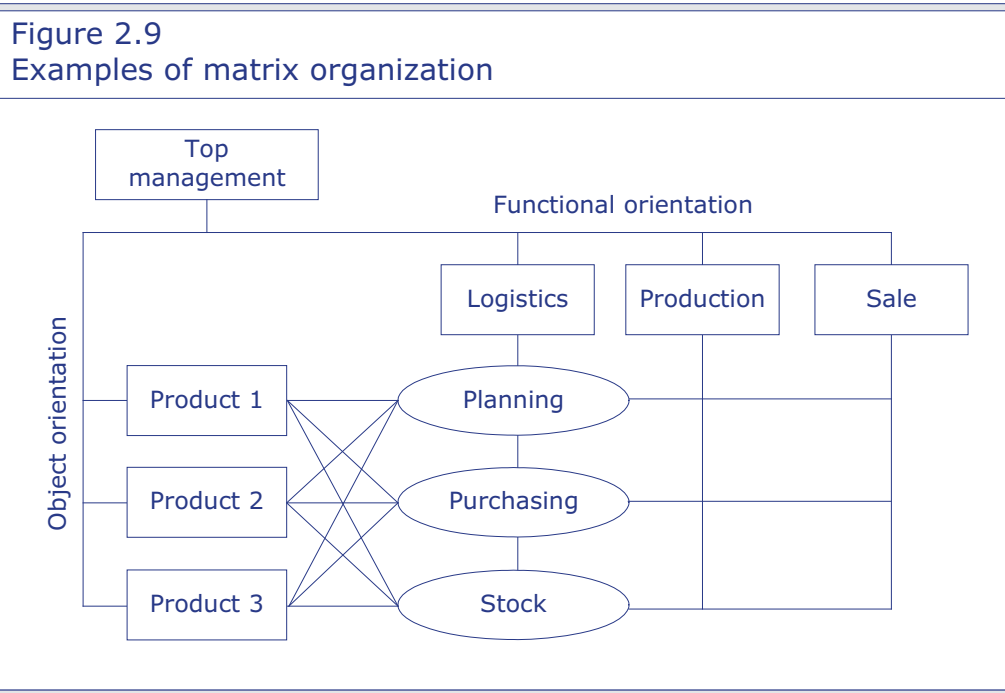 Figure 2.9
Examples of matrix organization
Top
management
Functional orientation
Logistics
Production
Sale
Object orientation
Product 1
Planning
Product 2
Purchasing
Product 3
Stock